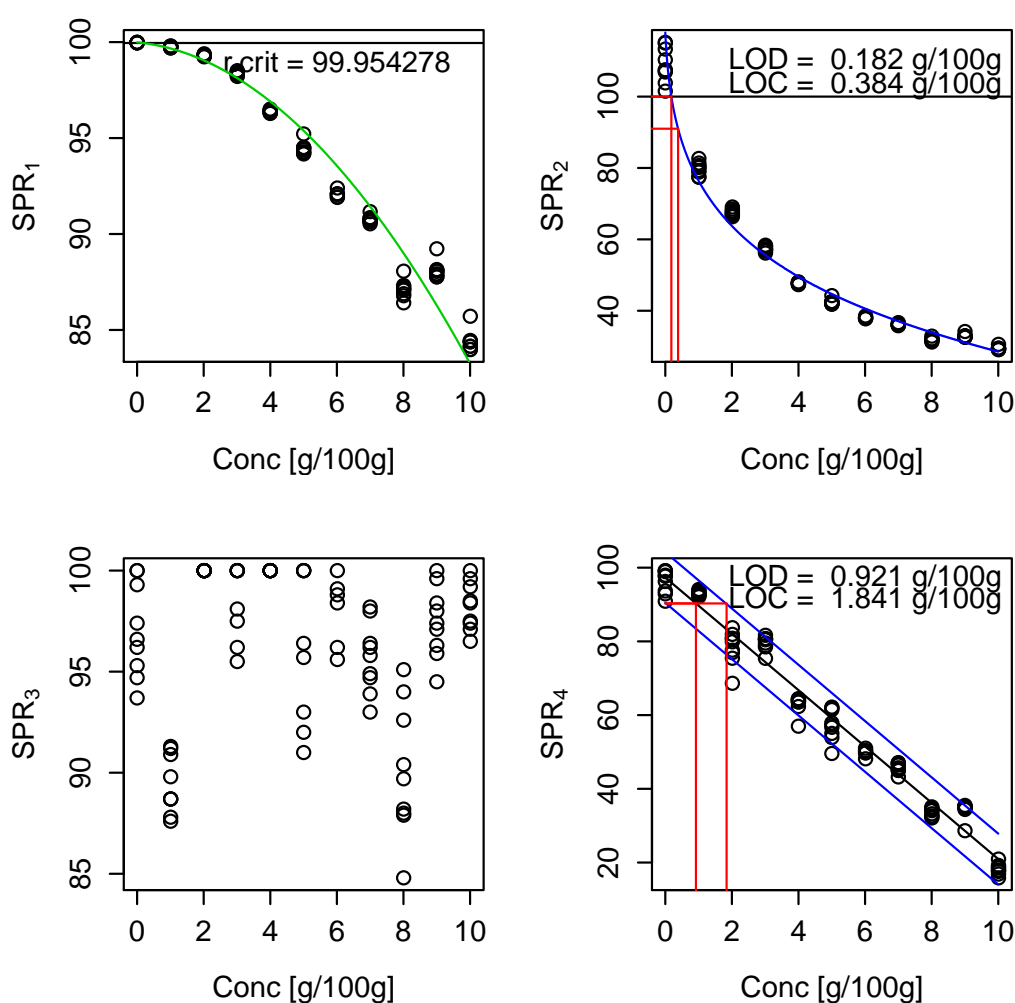 100
95
90
85
SPR1
r.crit = 99.954278
0 2 4 6 8 10
Conc [g/100g]
100
80
60
40
SPR2
LOD = 0.182 g/100g
LOC = 0.384 g/100g
0 2 4 6 8 10
Conc [g/100g]
100
95
90
85
SPR3
0 2 4 6 8 10
Conc [g/100g]
100
80
60
40
20
SPR4
LOD = 0.921 g/100g
LOC = 1.841 g/100g
0 2 4 6 8 10
Conc [g/100g]